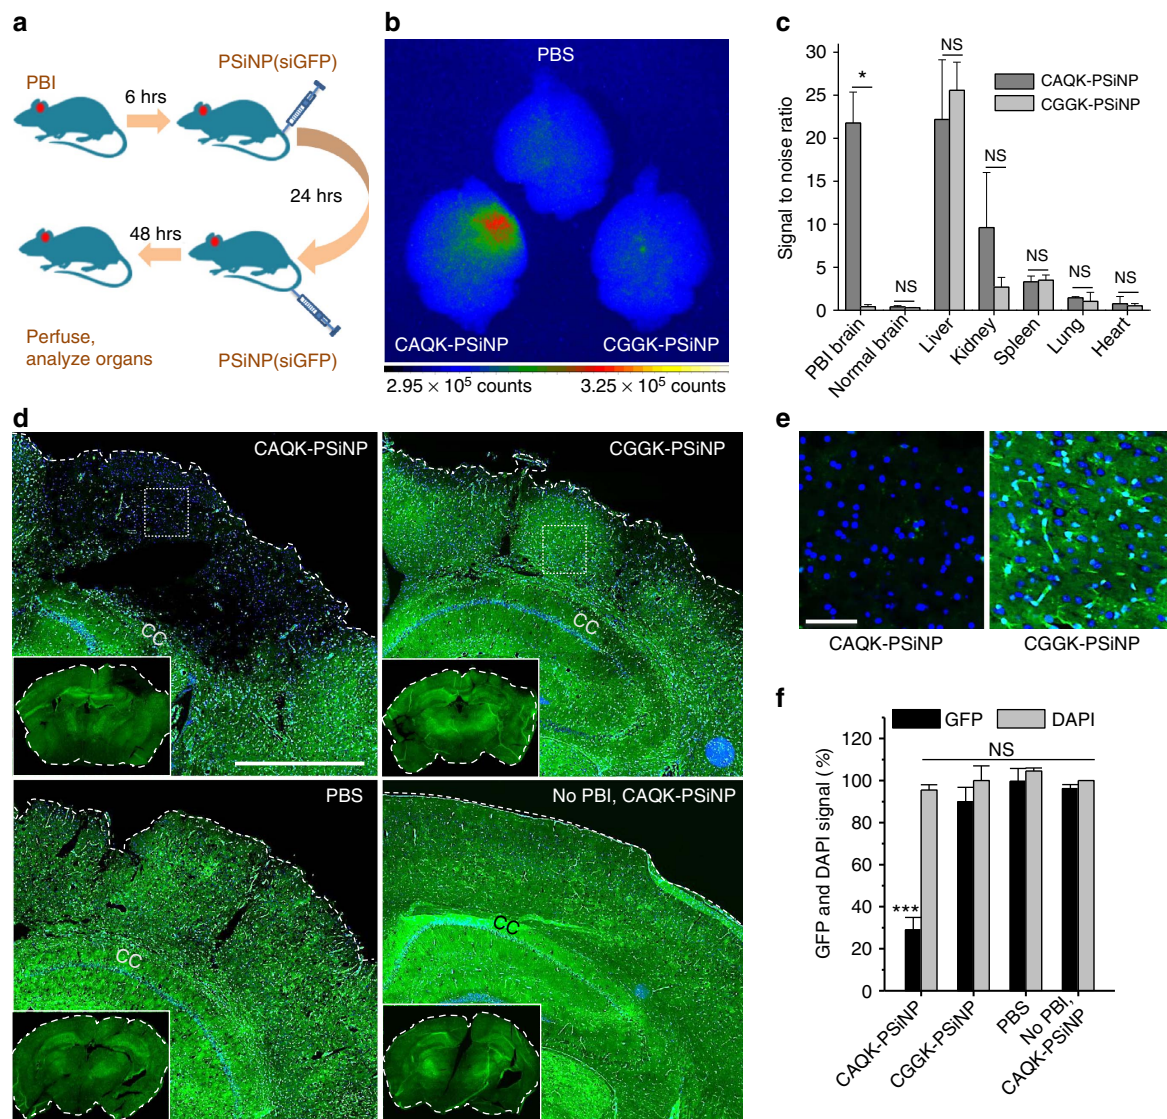 a
PBI
6 hrs
PSiNP(siGFP)
24 hrs
48 hrs
Perfuse,
analyze organs
PSiNP(siGFP)
b
PBS
CAQK-PSiNP
CGGK-PSiNP
2.95 × 10⁵ counts
3.25 × 10⁵ counts
c
Signal to noise ratio
30
25
20
15
10
5
0
*
NS
NS
NS
NS
NS
NS
CAQK-PSiNP
CGGK-PSiNP
PBI brain
Normal brain
Liver
Kidney
Spleen
Lung
Heart
d
CAQK-PSiNP
CC
CGGK-PSiNP
CC
PBS
CC
No PBI, CAQK-PSiNP
CC
e
CAQK-PSiNP
CGGK-PSiNP
f
GFP
DAPI
GFP and DAPI signal (%)
120
100
80
60
40
20
0
NS
***
CAQK-PSiNP
CGGK-PSiNP
PBS
No PBI,
CAQK-PSiNP